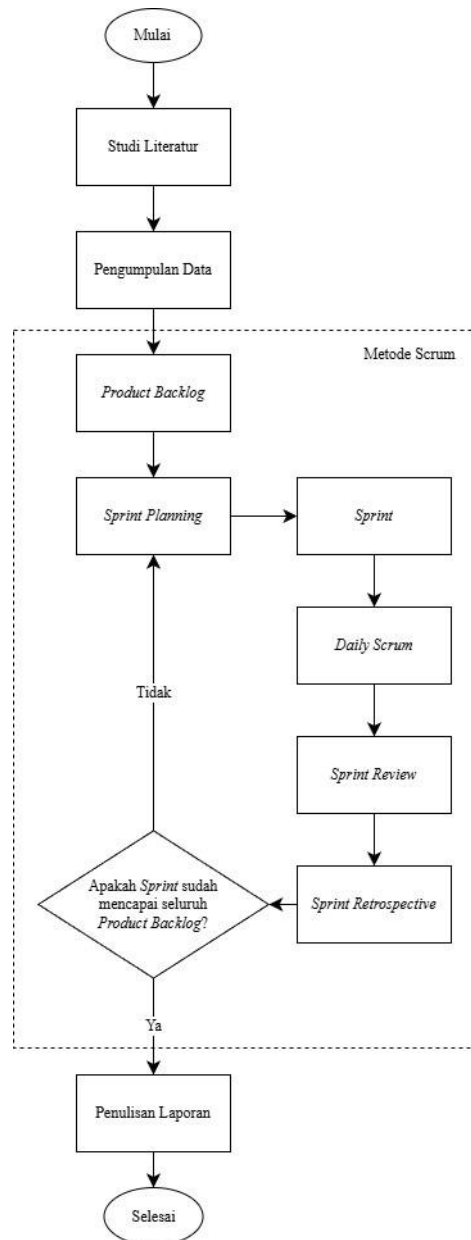 Mulai
Studi Literatur
Pengumpulan Data
Metode Scrum
Product Backlog
Sprint Planning
Sprint
Daily Scrum
Tidak
Sprint Review
Apakah Sprint sudah
mencapai seluruh
Product Backlog?
Sprint Retrospective
Ya
Penulisan Laporan
Selesai